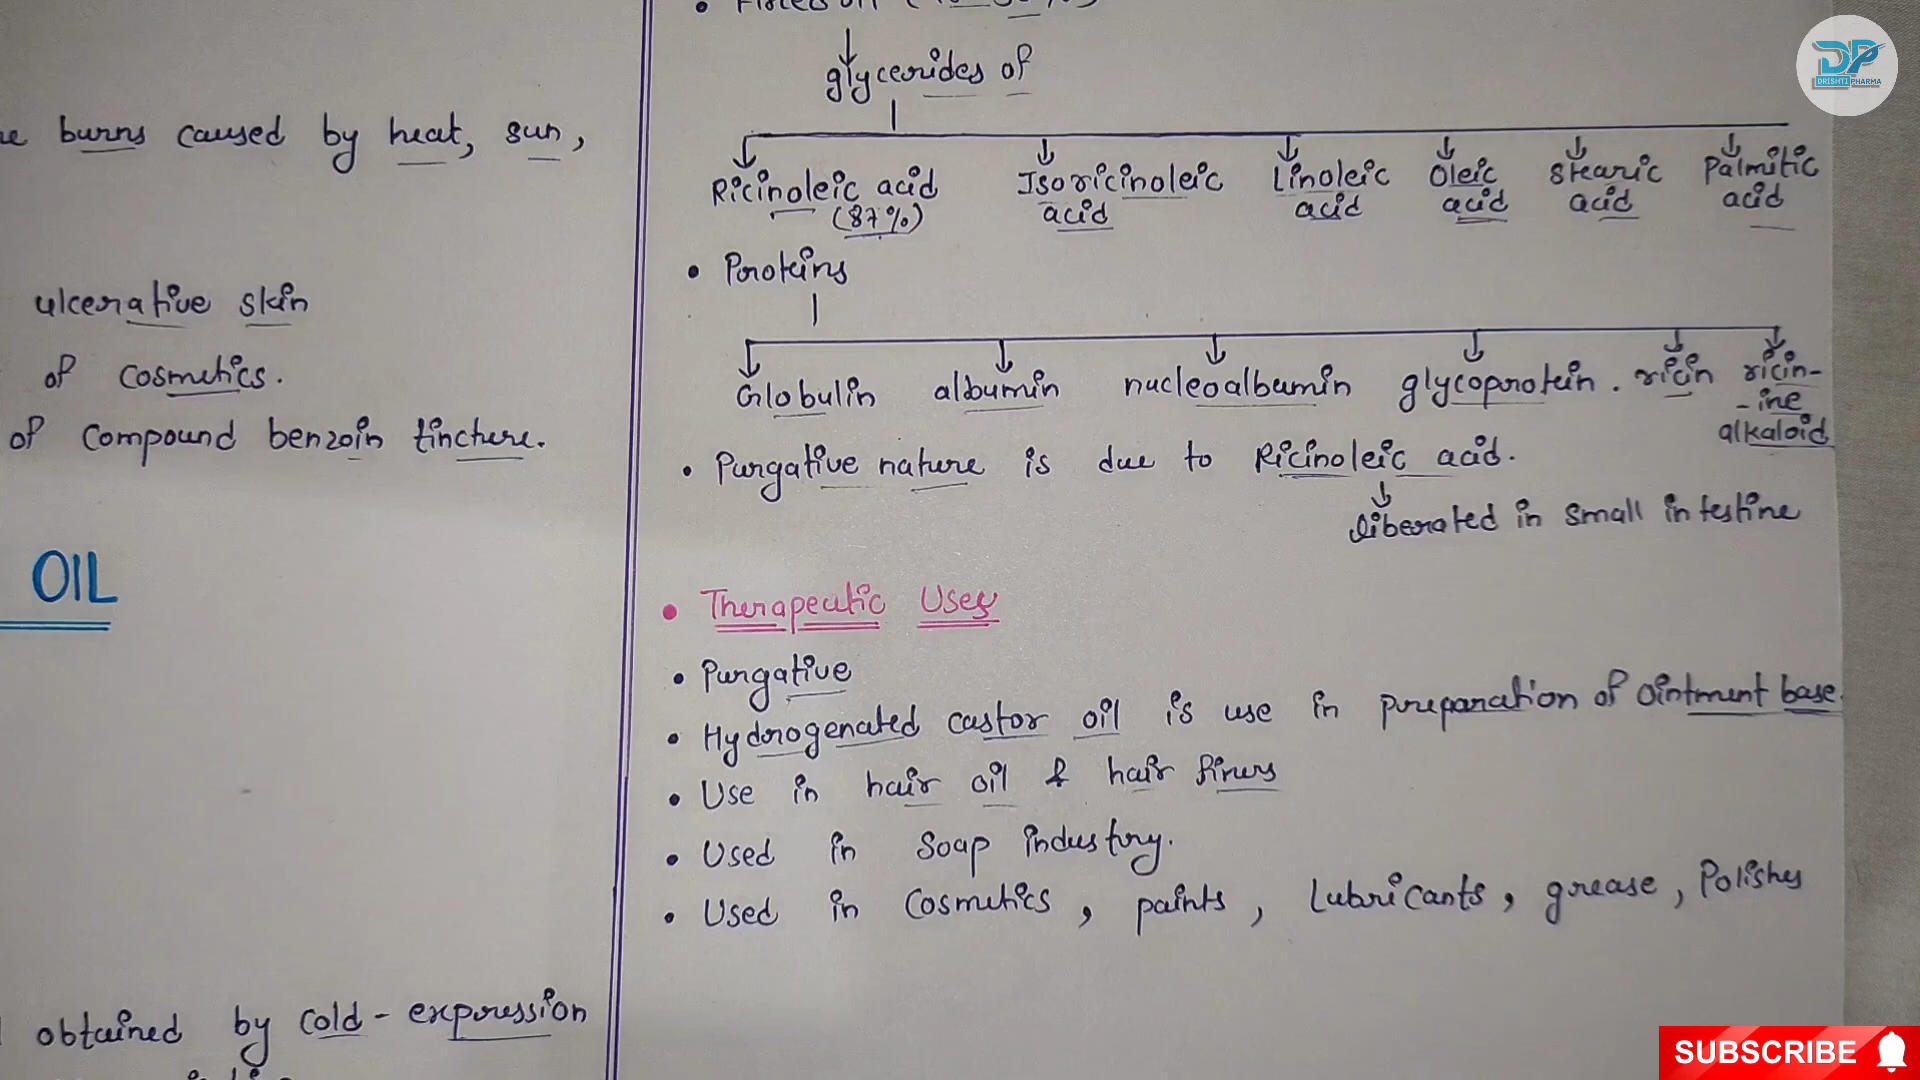 burns caused by heat, sun,
ulcerative skin
of cosmetics.
of compound benzoin tincture.
OIL
obtained by cold-expression
glycerides of
Ricinoleic acid (87%)
Isoricinoleic acid
Linoleic acid
Oleic acid
Stearic acid
Palmitic acid
• Proteins
Globulin albumin nucleoalbumin glycoprotein. ricin ricin-
-ine
alkaloid
• Purgative nature is due to Ricinoleic acid.
liberated in small intestine
• Therapeutic Uses
• Purgative
• Hydrogenated castor oil is use in preparation of ointment base.
• Use in hair oil & hair fixers
• Used in Soap industry.
• Used in Cosmetics, paints, Lubricants, grease, Polishes
DP
DRISHTI PHARMA
SUBSCRIBE